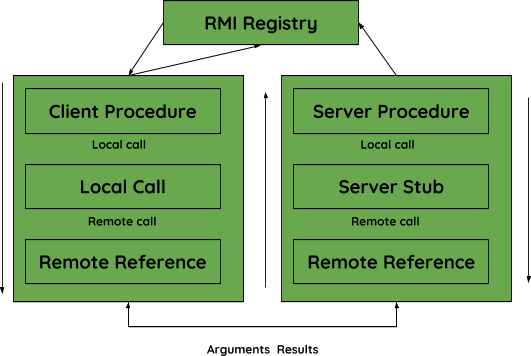 RMI Registry
Client Procedure
Local call
Local Call
Remote call
Remote Reference
Server Procedure
Local call
Server Stub
Remote call
Remote Reference
Arguments Results